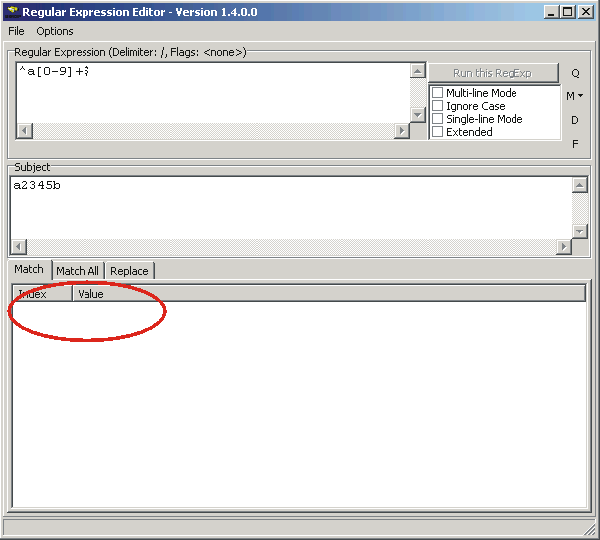 Regular Expression Editor - Version 1.4.0.0
File Options
Regular Expression (Delimiter: /, Flags: <none>)
^a[0-9]+$
Run this RegExp
Q
Multi-line Mode
M
Ignore Case
Single-line Mode
D
Extended
F
Subject
a2345b
Match Match All Replace
Index Value